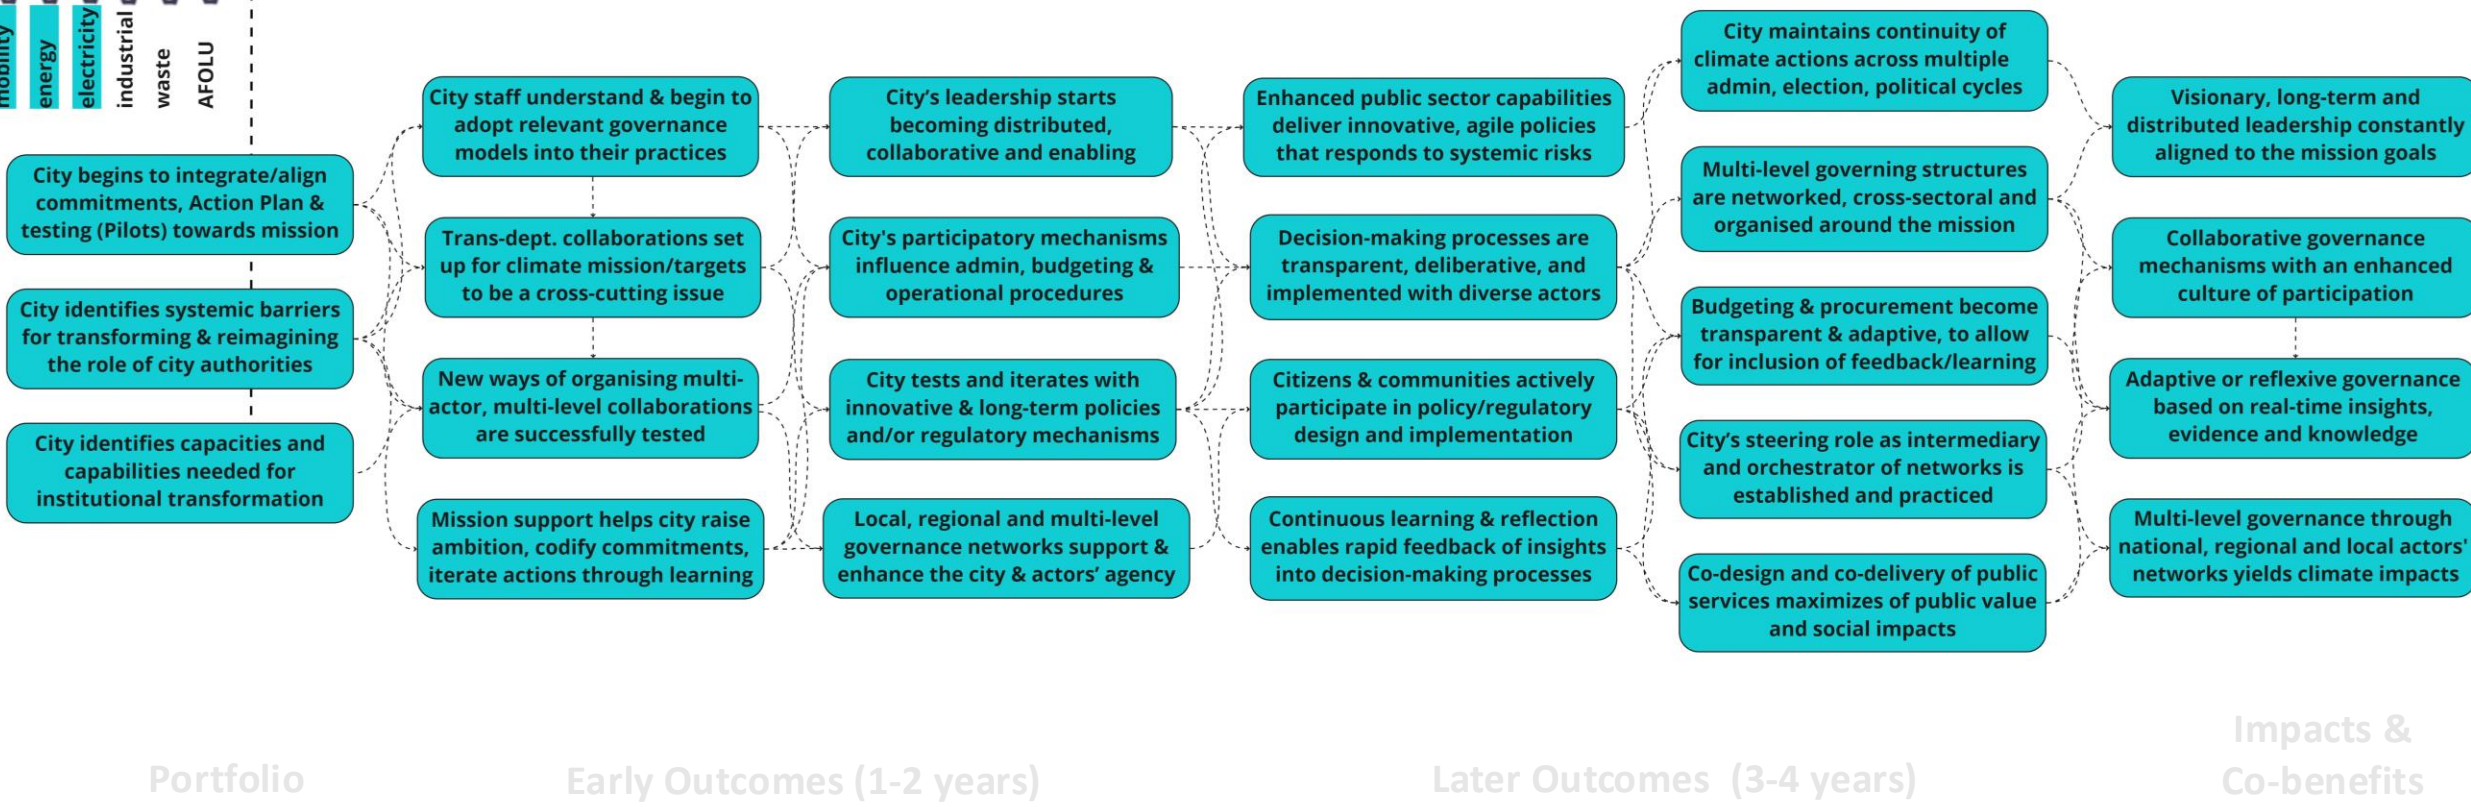 mobility
energy
electricity
industrial
waste
AFOLU
City begins to integrate/align
commitments, Action Plan &
testing (Pilots) towards mission
City identifies systemic barriers
for transforming & reimagining
the role of city authorities
City identifies capacities and
capabilities needed for
institutional transformation
City staff understand & begin to
adopt relevant governance
models into their practices
Trans-dept. collaborations set
up for climate mission/targets
to be a cross-cutting issue
New ways of organising multi-
actor, multi-level collaborations
are successfully tested
Mission support helps city raise
ambition, codify commitments,
iterate actions through learning
City’s leadership starts
becoming distributed,
collaborative and enabling
City's participatory mechanisms
influence admin, budgeting &
operational procedures
City tests and iterates with
innovative & long-term policies
and/or regulatory mechanisms
Local, regional and multi-level
governance networks support &
enhance the city & actors’ agency
Enhanced public sector capabilities
deliver innovative, agile policies
that responds to systemic risks
Decision-making processes are
transparent, deliberative, and
implemented with diverse actors
Citizens & communities actively
participate in policy/regulatory
design and implementation
Continuous learning & reflection
enables rapid feedback of insights
into decision-making processes
City maintains continuity of
climate actions across multiple
admin, election, political cycles
Multi-level governing structures
are networked, cross-sectoral and
organised around the mission
Budgeting & procurement become
transparent & adaptive, to allow
for inclusion of feedback/learning
City’s steering role as intermediary
and orchestrator of networks is
established and practiced
Co-design and co-delivery of public
services maximizes of public value
and social impacts
Visionary, long-term and
distributed leadership constantly
aligned to the mission goals
Collaborative governance
mechanisms with an enhanced
culture of participation
Adaptive or reflexive governance
based on real-time insights,
evidence and knowledge
Multi-level governance through
national, regional and local actors'
networks yields climate impacts
Portfolio
Early Outcomes (1-2 years)
Later Outcomes (3-4 years)
Impacts &
Co-benefits